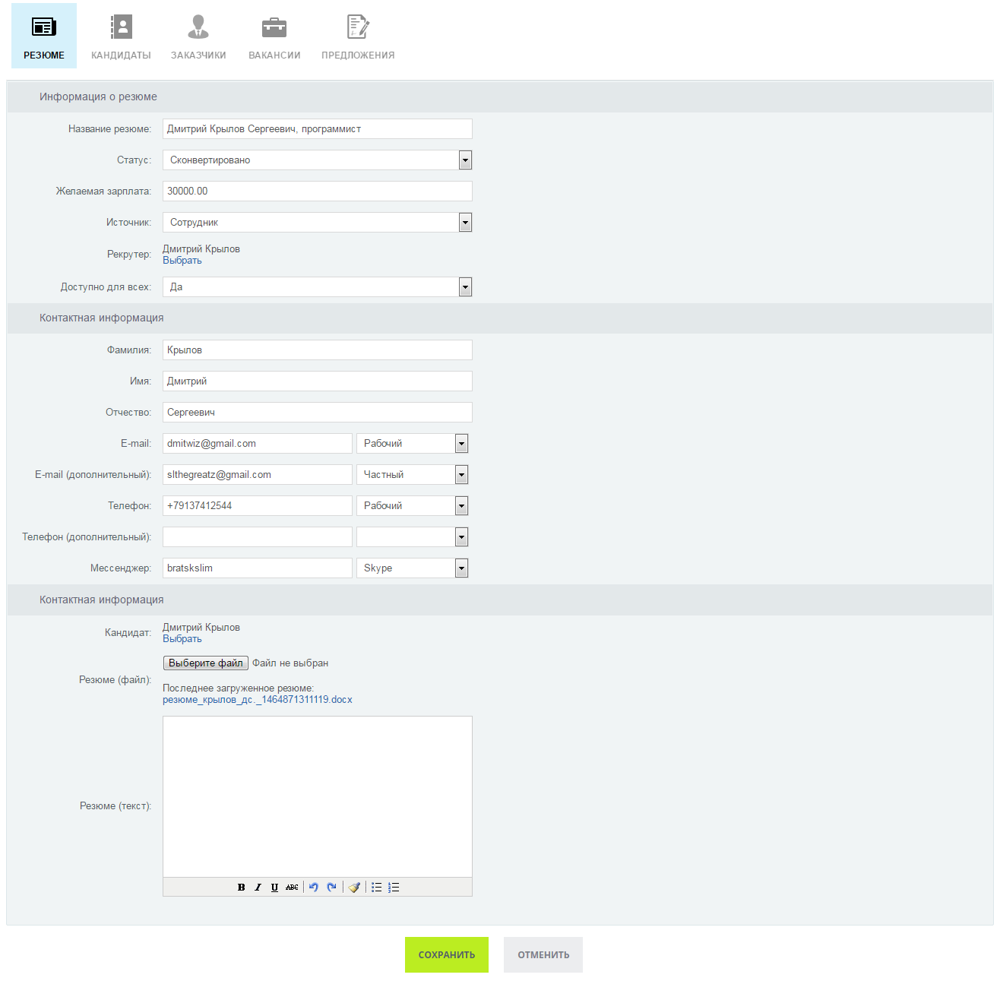 РЕЗЮМЕ КАНДИДАТЫ ЗАКАЗЧИКИ ВАКАНСИИ ПРЕДЛОЖЕНИЯ
Информация о резюме
Название резюме: Дмитрий Крылов Сергеевич, программист
Статус: Сконвертировано
Желаемая зарплата: 30000.00
Источник: Сотрудник
Рекрутер: Дмитрий Крылов
Выбрать
Доступно для всех: Да
Контактная информация
Фамилия: Крылов
Имя: Дмитрий
Отчество: Сергеевич
E-mail: dmitwiz@gmail.com Рабочий
E-mail (дополнительный): slthegreatz@gmail.com Частный
Телефон: +79137412544 Рабочий
Телефон (дополнительный):
Мессенджер: bratskslim Skype
Контактная информация
Кандидат: Дмитрий Крылов
Выбрать
Резюме (файл): Выберите файл Файл не выбран
Последнее загруженное резюме:
резюме_крылов_дс._1464871311119.docx
Резюме (текст):
B I U ABC
СОХРАНИТЬ ОТМЕНИТЬ